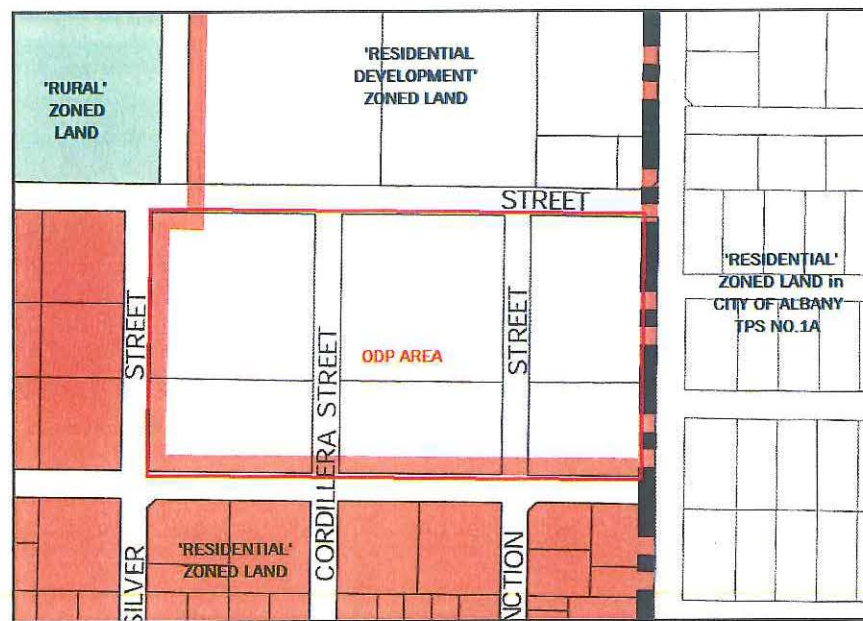 'RURAL'
ZONED
LAND
'RESIDENTIAL
DEVELOPMENT'
ZONED LAND
STREET
'RESIDENTIAL'
ZONED LAND in
CITY OF ALBANY
TPS NO.1A
STREET
CORDILLERA STREET
STREET
ODP AREA
SILVER
'RESIDENTIAL'
ZONED LAND
NCTION